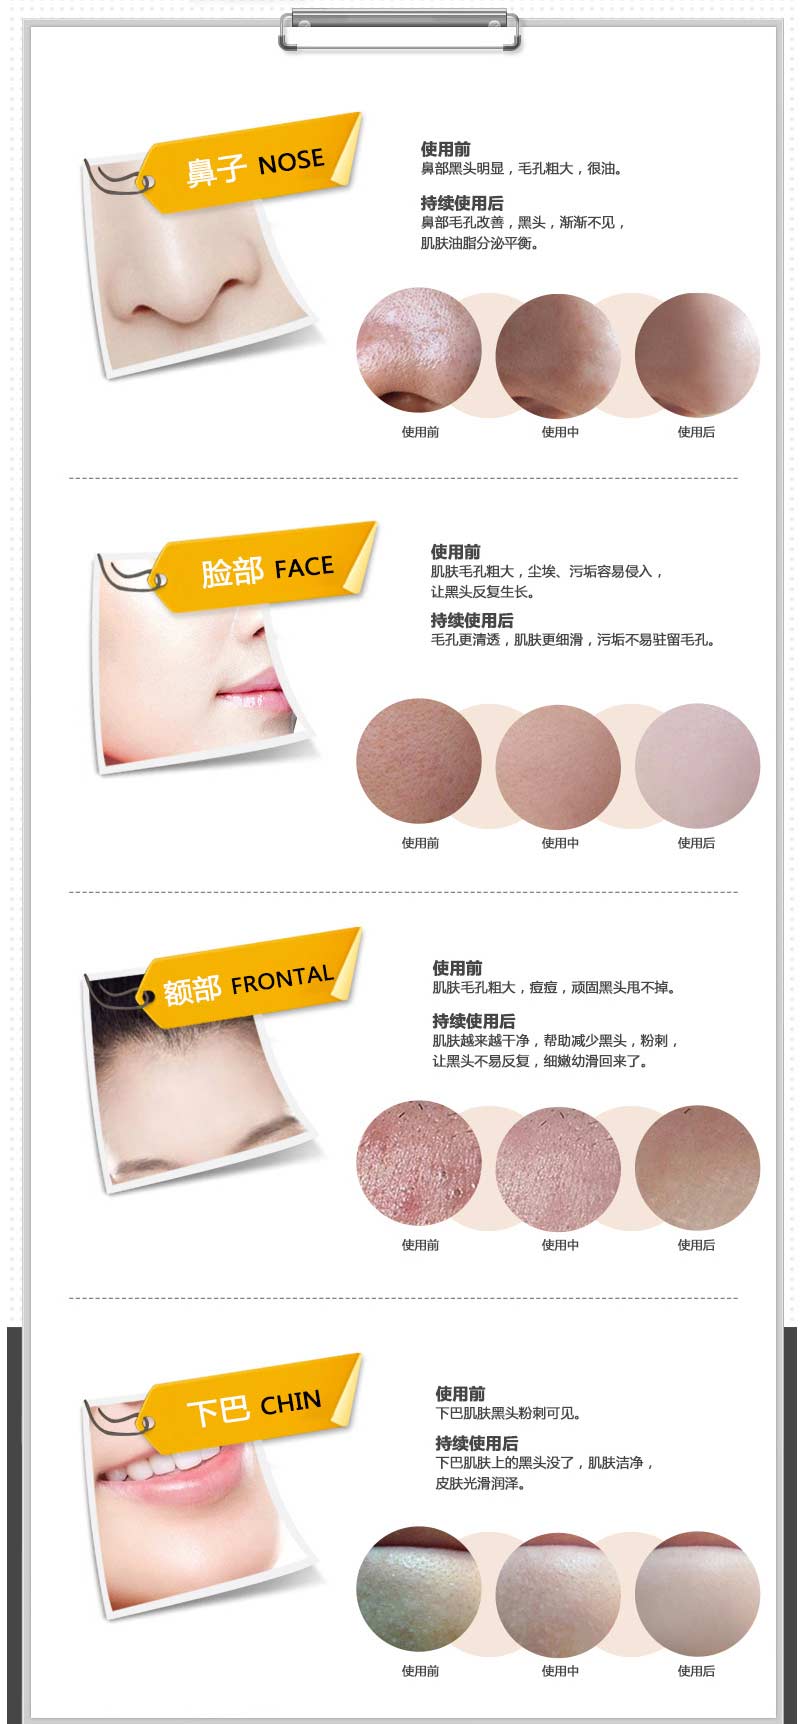 鼻子 NOSE
使用前
鼻部黑头明显，毛孔粗大，很油。
持续使用后
鼻部毛孔改善，黑头，渐渐不见，
肌肤油脂分泌平衡。
使用前 使用中 使用后
脸部 FACE
使用前
肌肤毛孔粗大，尘埃、污垢容易侵入，
让黑头反复生长。
持续使用后
毛孔更清透，肌肤更细滑，污垢不易驻留毛孔。
使用前 使用中 使用后
额部 FRONTAL
使用前
肌肤毛孔粗大，痘痘，顽固黑头甩不掉。
持续使用后
肌肤越来越干净，帮助减少黑头，粉刺，
让黑头不易反复，细嫩幼滑回来了。
使用前 使用中 使用后
下巴 CHIN
使用前
下巴肌肤黑头粉刺可见。
持续使用后
下巴肌肤上的黑头没了，肌肤洁净，
皮肤光滑润泽。
使用前 使用中 使用后